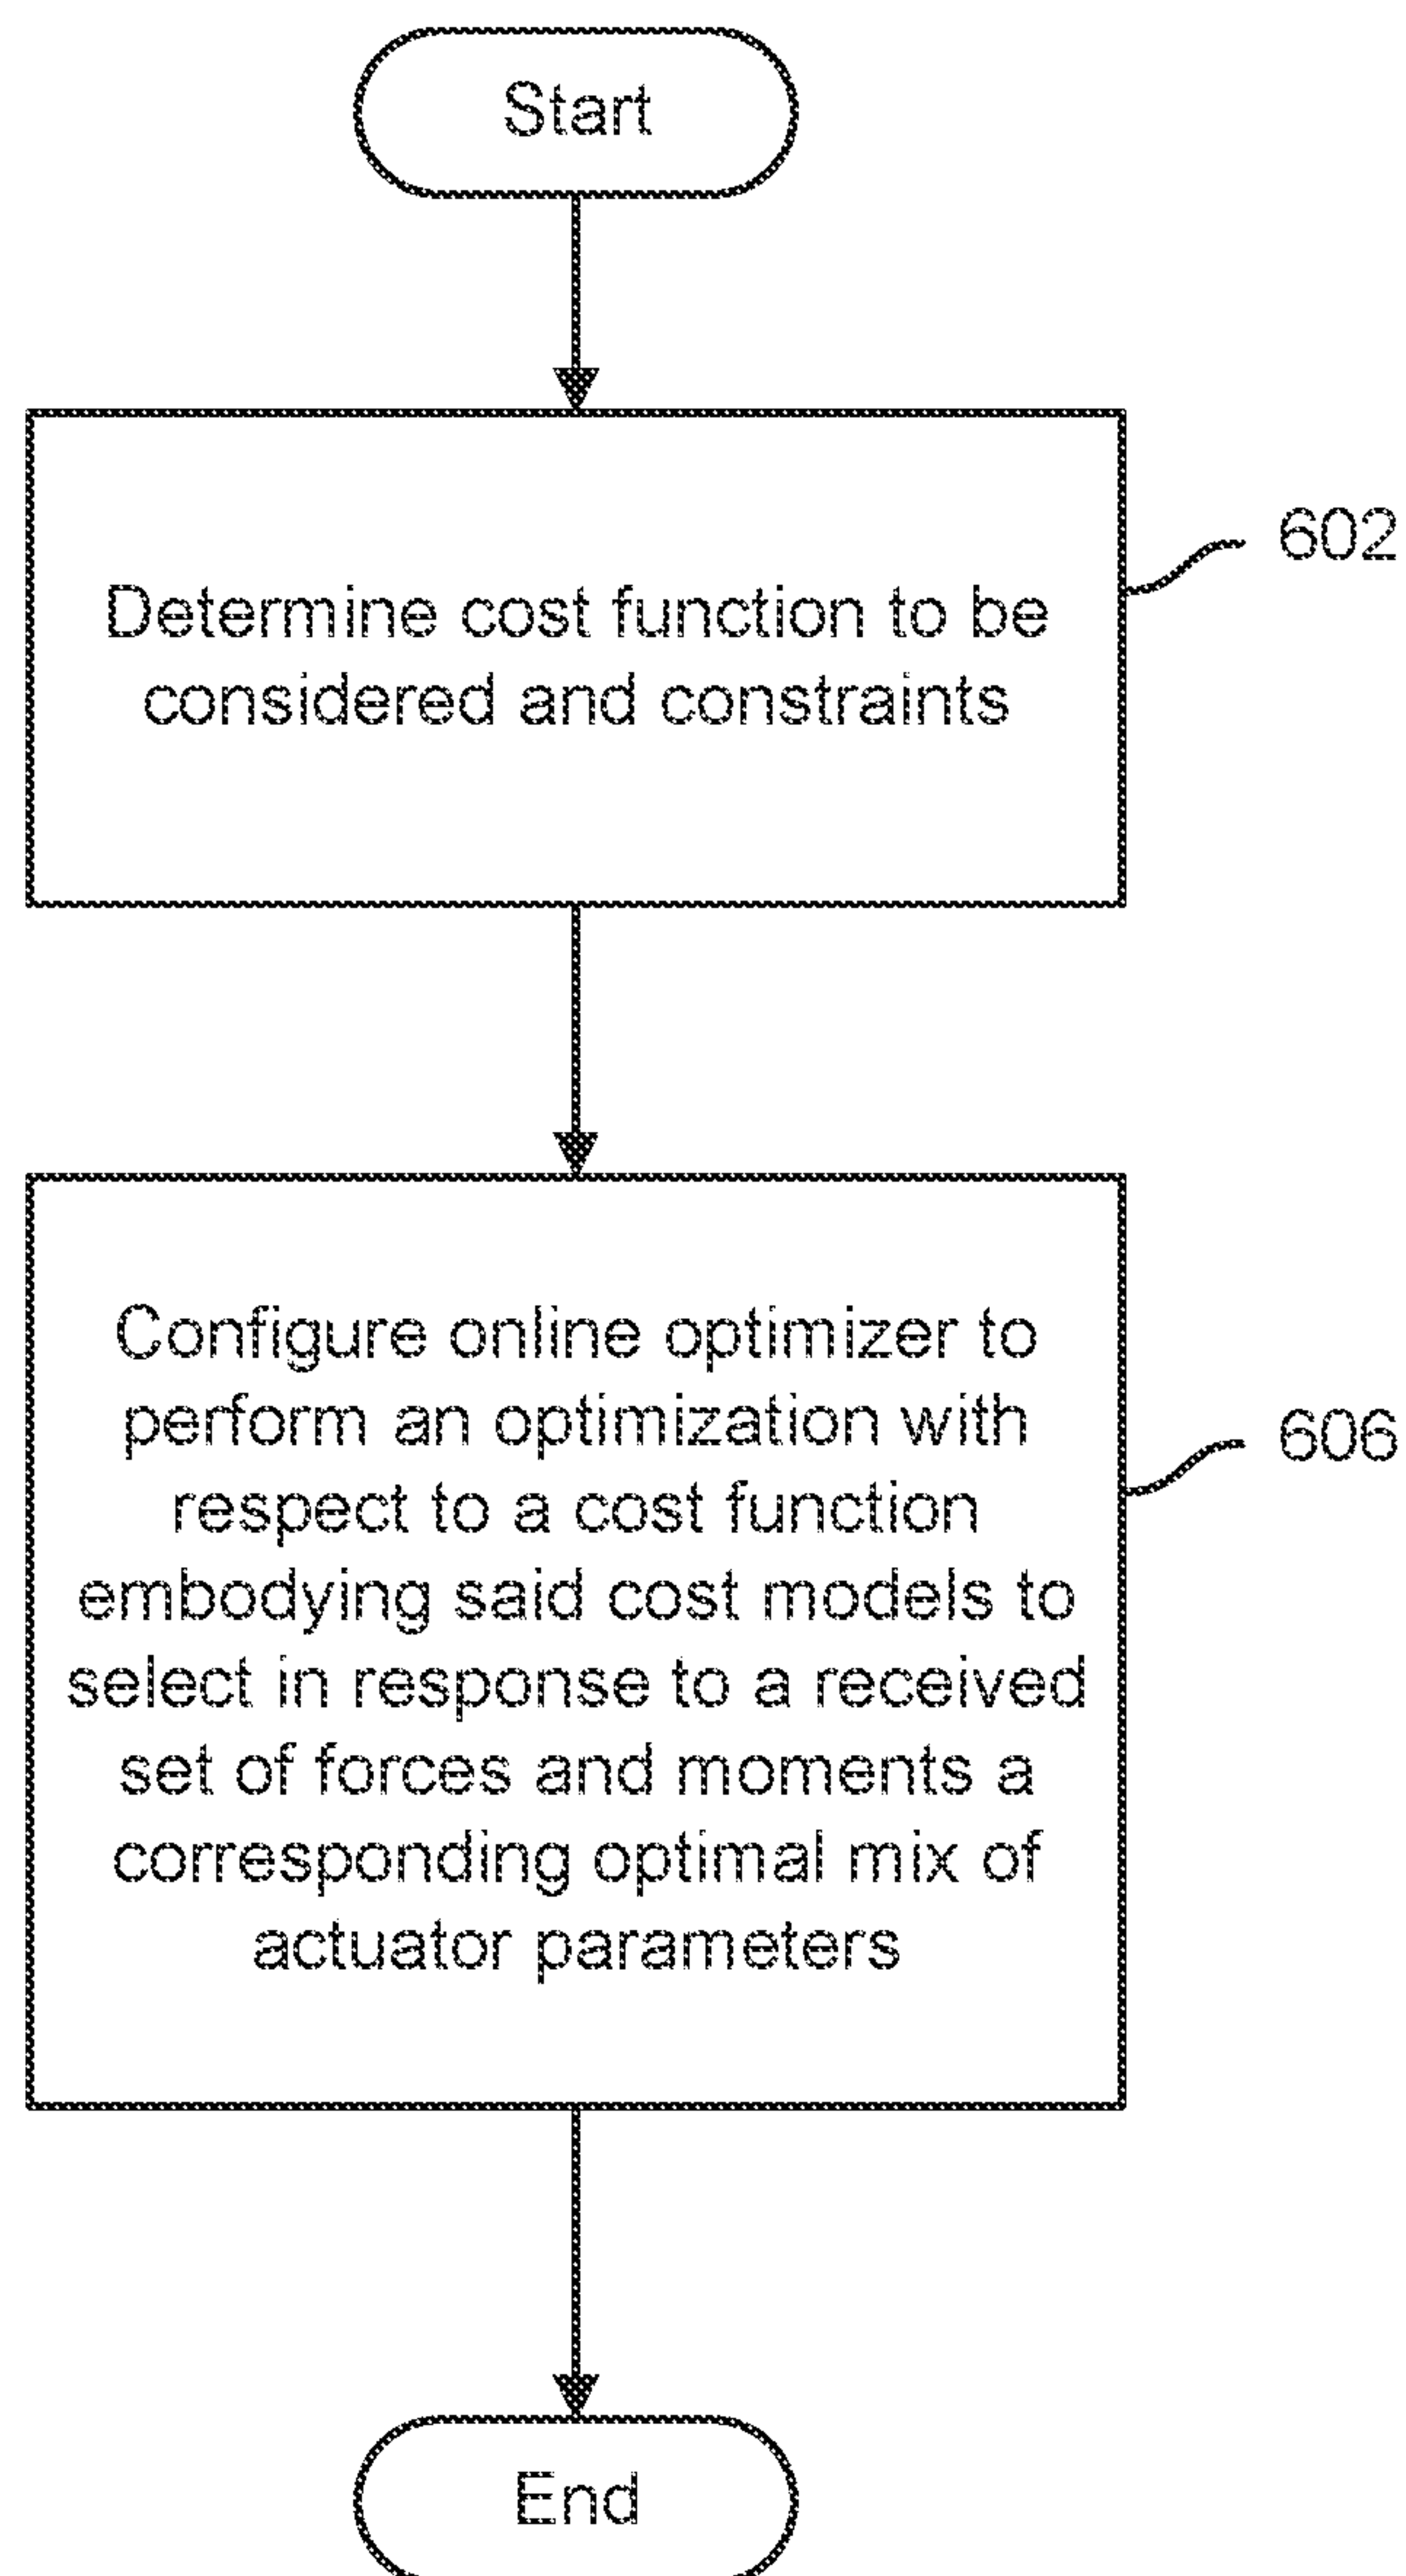 Start
602
Determine cost function to be
considered and constraints
606
Configure online optimizer to
perform an optimization with
respect to a cost function
embodying said cost models to
select in response to a received
set of forces and moments a
corresponding optimal mix of
actuator parameters
End